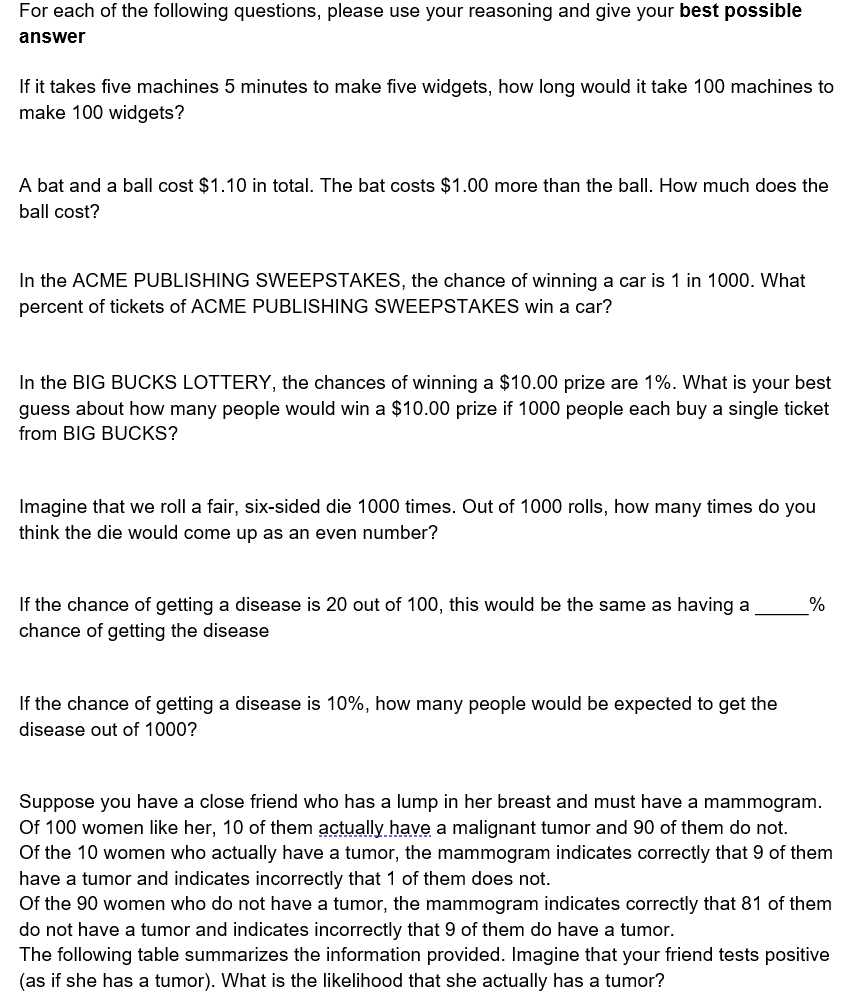 For each of the following questions, please use your reasoning and give your best possible
answer
If it takes five machines 5 minutes to make five widgets, how long would it take 100 machines to
make 100 widgets?
A bat and a ball cost $1.10 in total. The bat costs $1.00 more than the ball. How much does the
ball cost?
In the ACME PUBLISHING SWEEPSTAKES, the chance of winning a car is 1 in 1000. What
percent of tickets of ACME PUBLISHING SWEEPSTAKES win a car?
In the BIG BUCKS LOTTERY, the chances of winning a $10.00 prize are 1%. What is your best
guess about how many people would win a $10.00 prize if 1000 people each buy a single ticket
from BIG BUCKS?
Imagine that we roll a fair, six-sided die 1000 times. Out of 1000 rolls, how many times do you
think the die would come up as an even number?
If the chance of getting a disease is 20 out of 100, this would be the same as having a _____%
chance of getting the disease
If the chance of getting a disease is 10%, how many people would be expected to get the
disease out of 1000?
Suppose you have a close friend who has a lump in her breast and must have a mammogram.
Of 100 women like her, 10 of them actually have a malignant tumor and 90 of them do not.
Of the 10 women who actually have a tumor, the mammogram indicates correctly that 9 of them
have a tumor and indicates incorrectly that 1 of them does not.
Of the 90 women who do not have a tumor, the mammogram indicates correctly that 81 of them
do not have a tumor and indicates incorrectly that 9 of them do have a tumor.
The following table summarizes the information provided. Imagine that your friend tests positive
(as if she has a tumor). What is the likelihood that she actually has a tumor?